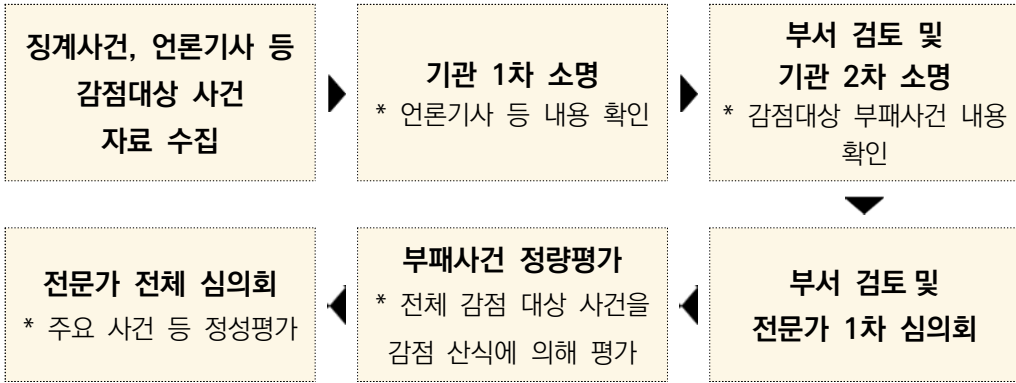 징계사건, 언론기사 등
감점대상 사건
자료 수집
기관 1차 소명
* 언론기사 등 내용 확인
부서 검토 및
기관 2차 소명
* 감점대상 부패사건 내용
확인
부서 검토 및
전문가 1차 심의회
부패사건 정량평가
* 전체 감점 대상 사건을
감점 산식에 의해 평가
전문가 전체 심의회
* 주요 사건 등 정성평가